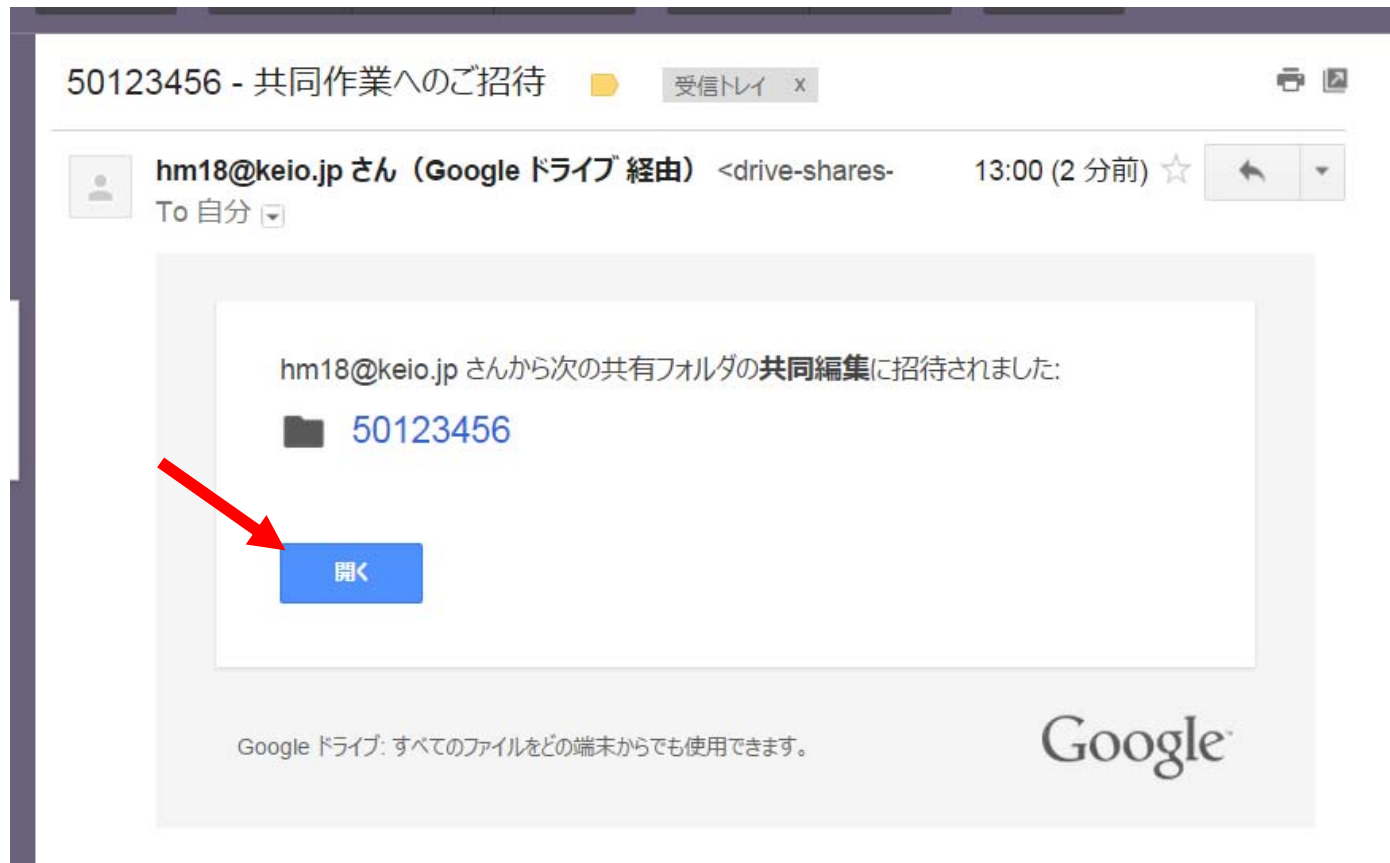 50123456 - 共同作業へのご招待 受信トレイ x
hm18@keio.jp さん（Google ドライブ 経由） <drive-shares- 13:00 (2 分前)
To 自分
hm18@keio.jp さんから次の共有フォルダの共同編集に招待されました:
50123456
開く
Google ドライブ: すべてのファイルをどの端末からでも使用できます。
Google